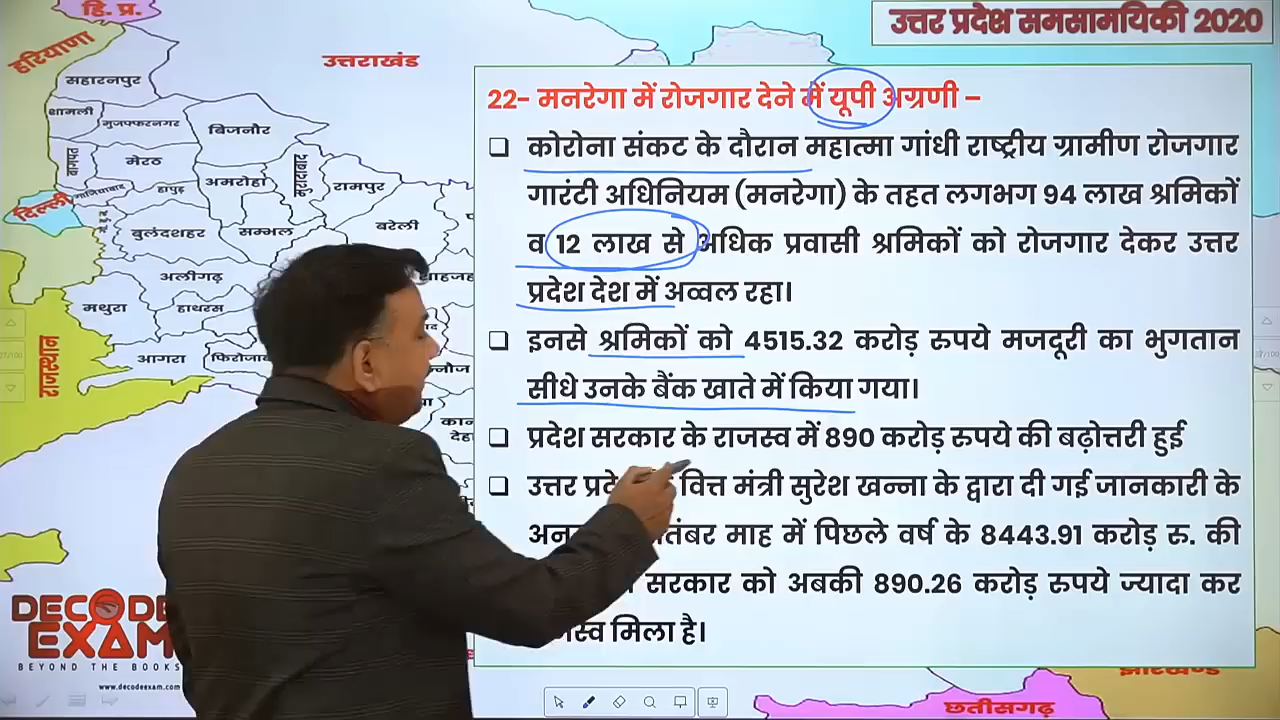 हि. प्र.
उत्तर प्रदेश समसामयिकी 2020
हरियाणा
उत्तराखंड
सहारनपुर
शामली
मुजफ्फरनगर
बिजनौर
बागपत
मेरठ
हापुड़
अमरोहा
मुरादाबाद
रामपुर
दिल्ली
गाजियाबाद
बुलंदशहर
सम्भल
बरेली
अलीगढ़
शाहजह
मथुरा
हाथरस
आगरा
फिरोजाब
राजस्थान
22- मनरेगा में रोजगार देने में यूपी अग्रणी –
❑ कोरोना संकट के दौरान महात्मा गांधी राष्ट्रीय ग्रामीण रोजगार
गारंटी अधिनियम (मनरेगा) के तहत लगभग 94 लाख श्रमिकों
व 12 लाख से अधिक प्रवासी श्रमिकों को रोजगार देकर उत्तर
प्रदेश देश में अव्वल रहा।
❑ इनसे श्रमिकों को 4515.32 करोड़ रुपये मजदूरी का भुगतान
सीधे उनके बैंक खाते में किया गया।
❑ प्रदेश सरकार के राजस्व में 890 करोड़ रुपये की बढ़ोत्तरी हुई
❑ उत्तर प्रदे वित्त मंत्री सुरेश खन्ना के द्वारा दी गई जानकारी के
माह में पिछले वर्ष के 8443.91 करोड़ रु. की
सरकार को अबकी 890.26 करोड़ रुपये ज्यादा कर
मिला है।
DECODE
EXAM
BEYOND THE BOOKS
www.decodeexam.com
झारखण्ड
छतीसगढ़